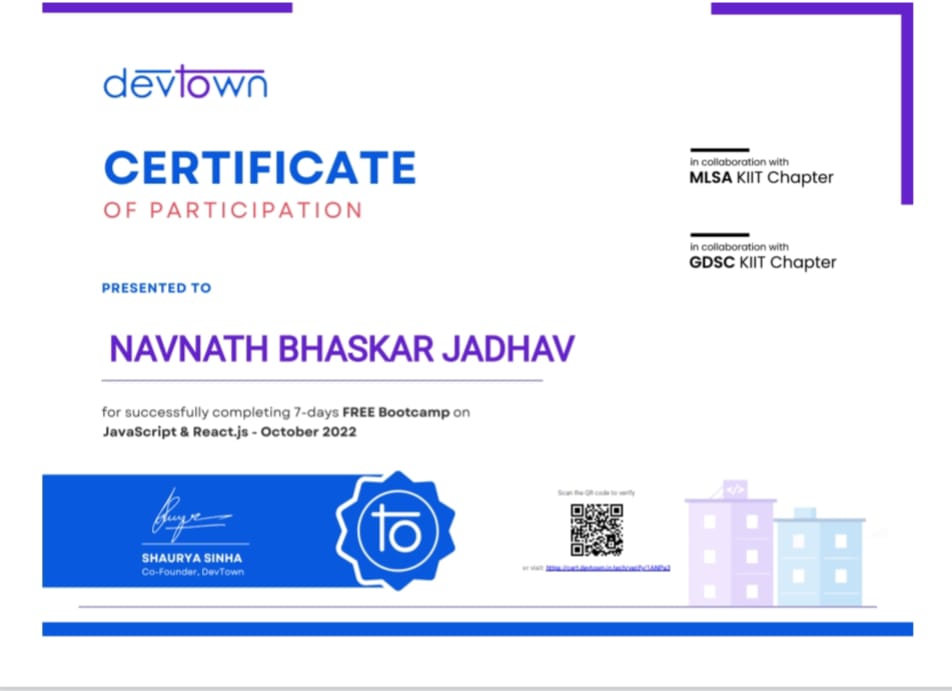 devtown
CERTIFICATE
OF PARTICIPATION
in collaboration with
MLSA KIIT Chapter
in collaboration with
GDSC KIIT Chapter
PRESENTED TO
NAVNATH BHASKAR JADHAV
for successfully completing 7-days FREE Bootcamp on
JavaScript & React.js - October 2022
SHAURYA SINHA
Co-Founder, DevTown
to
Scan the QR code to verify
or visit: